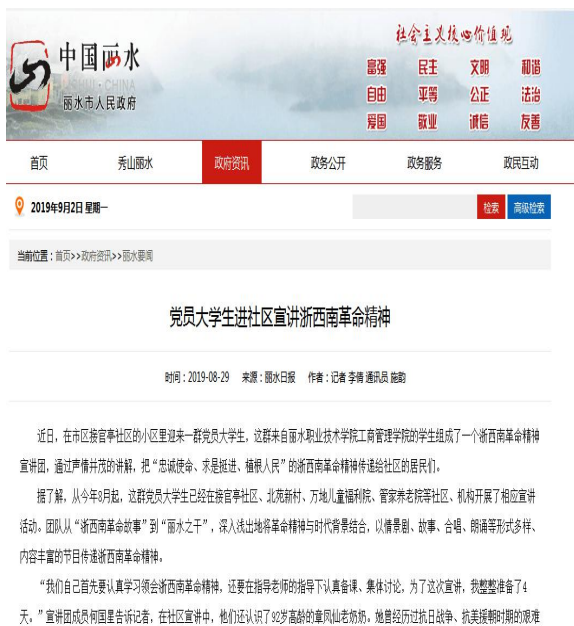 社会主义核心价值观
中国丽水
LISHUI·CHINA
丽水市人民政府
富强 民主 文明 和谐
自由 平等 公正 法治
爱国 敬业 诚信 友善
首页 秀山丽水 政府资讯 政务公开 政务服务 政民互动
2019年9月2日 星期一 检索 高级检索
当前位置：首页>>政府资讯>>丽水要闻
党员大学生进社区宣讲浙西南革命精神
时间：2019-08-29 来源：丽水日报 作者：记者 李倩 通讯员 施韵
近日，在市区接官亭社区的小区里迎来一群党员大学生，这群来自丽水职业技术学院工商管理学院的学生组成了一个浙西南革命精神
宣讲团，通过声情并茂的讲解，把“忠诚使命、求是挺进、植根人民”的浙西南革命精神传递给社区的居民们。
据了解，从今年8月起，这群党员大学生已经在接官亭社区、北苑新村、万地儿童福利院、管家养老院等社区、机构开展了相应宣讲
活动。团队从“浙西南革命故事”到“丽水之干”，深入浅出地将革命精神与时代背景结合，以情景剧、故事、合唱、朗诵等形式多样、
内容丰富的节目传递浙西南革命精神。
“我们自己首先要认真学习领会浙西南革命精神，还要在指导老师的指导下认真备课、集体讨论，为了这次宣讲，我整整准备了4
天。”宣讲团成员何国星告诉记者，在社区宣讲中，他们还认识了92岁高龄的章凤仙老奶奶。她曾经历过抗日战争、抗美援朝时期的艰难